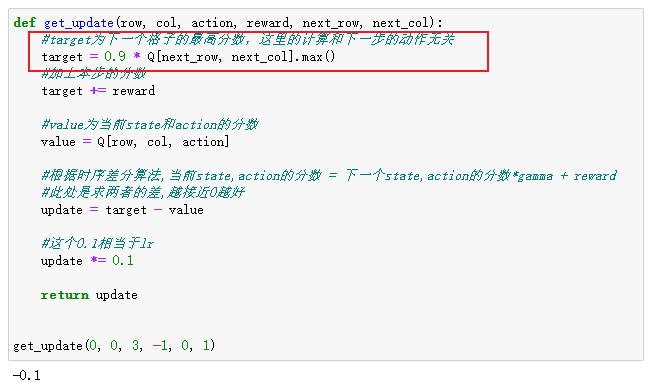 def get_update(row, col, action, reward, next_row, next_col):
    #target为下一个格子的最高分数，这里的计算和下一步的动作无关
    target = 0.9 * Q[next_row, next_col].max()
    #加上本步的分数
    target += reward

    #value为当前state和action的分数
    value = Q[row, col, action]

    #根据时序差分算法,当前state,action的分数 = 下一个state,action的分数*gamma + reward
    #此处是求两者的差,越接近0越好
    update = target - value

    #这个0.1相当于lr
    update *= 0.1

    return update


get_update(0, 0, 3, -1, 0, 1)
-0.1